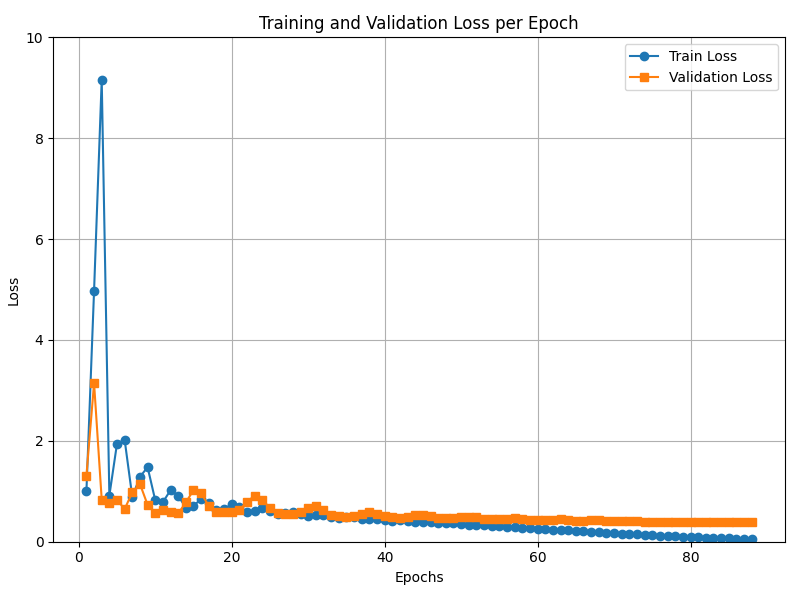 Training and Validation Loss per Epoch
Train Loss
Validation Loss
Loss
10
8
6
4
2
0
0 20 40 60 80
Epochs